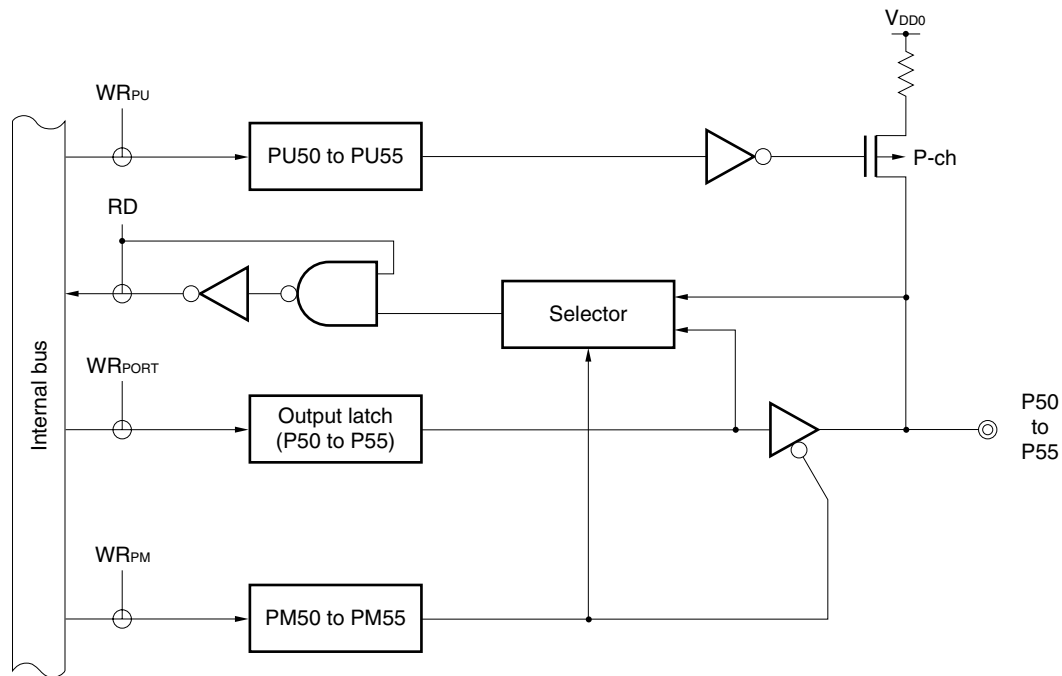 VDD0
WRPU
PU50 to PU55
P-ch
RD
Selector
Internal bus
WRPORT
Output latch
(P50 to P55)
P50
to
P55
WRPM
PM50 to PM55